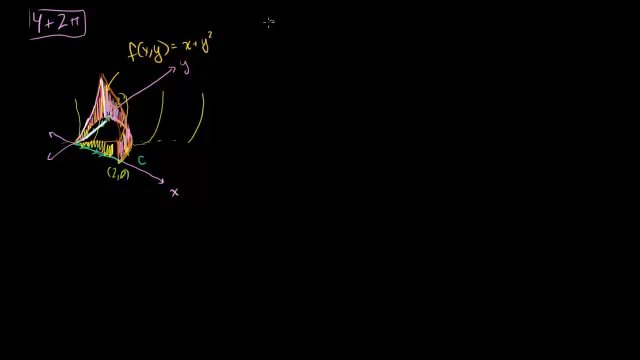 4+2π
f(x,y) = x + y²
y
C
(2,0)
x